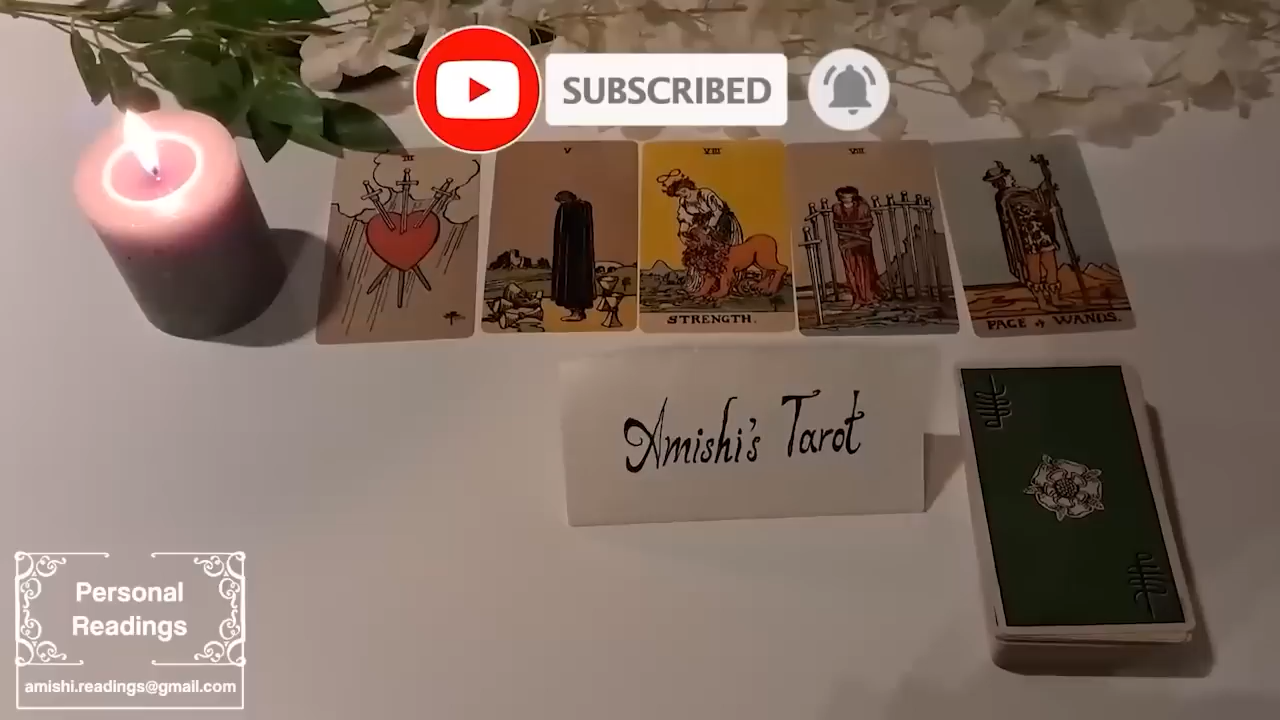 SUBSCRIBED
III
V
VIII
VIII
STRENGTH.
PAGE of WANDS.
Amishi's Tarot
Personal
Readings
amishi.readings@gmail.com